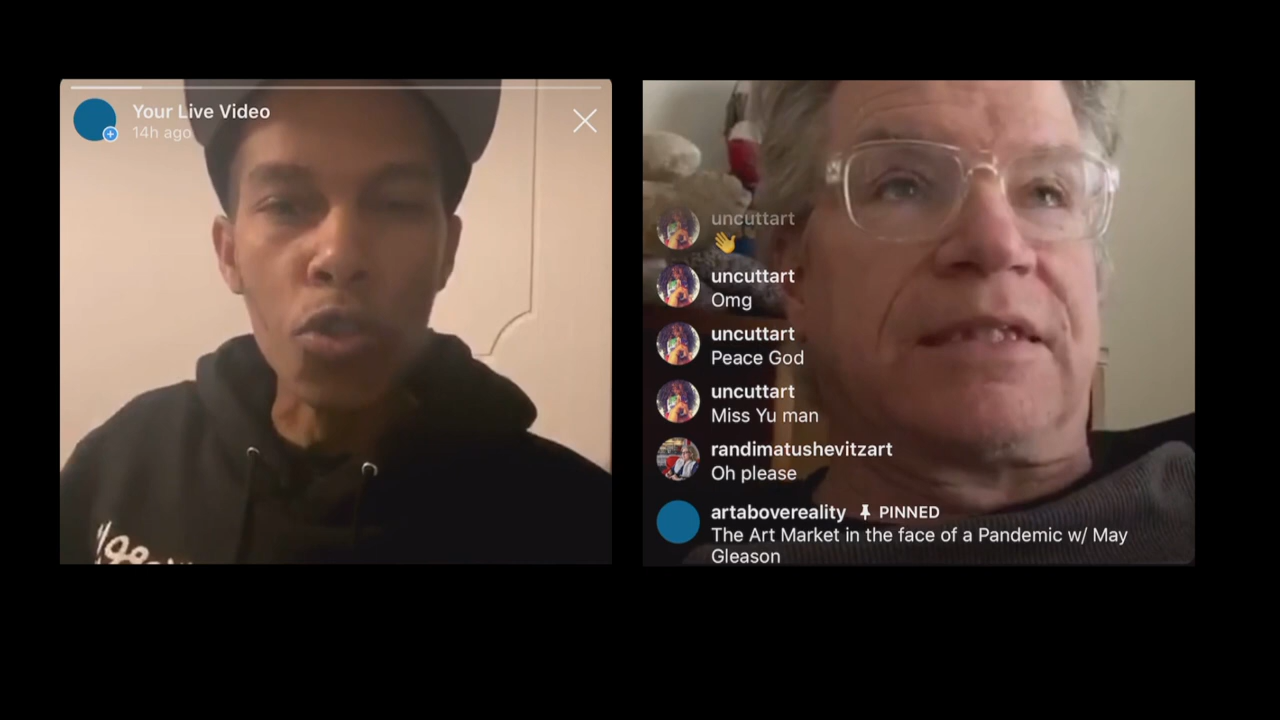 Your Live Video
14h ago
uncuttart
👋
uncuttart
Omg
uncuttart
Peace God
uncuttart
Miss Yu man
randimatushevitzart
Oh please
artabovereality PINNED
The Art Market in the face of a Pandemic w/ May
Gleason